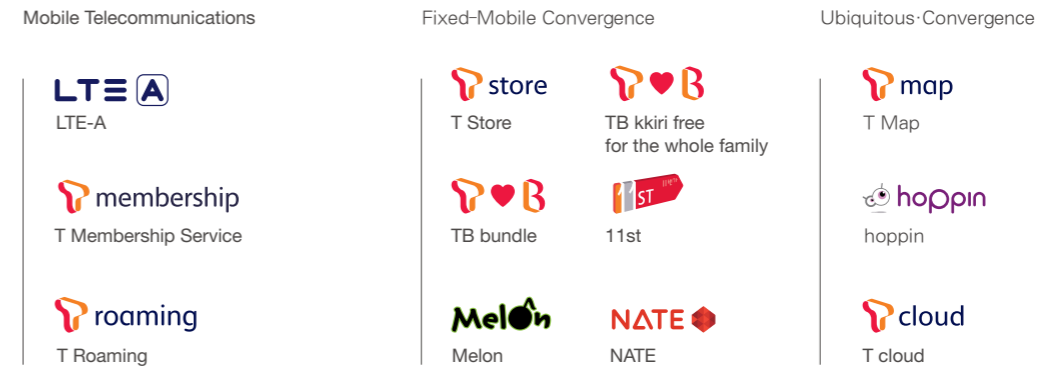 Mobile Telecommunications
LTE A
LTE-A
T membership
T Membership Service
T roaming
T Roaming
Fixed-Mobile Convergence
T store
T Store
T♥B
TB kkiri free
for the whole family
T♥B
TB bundle
11ST
11st
Melon
Melon
NATE
NATE
Ubiquitous·Convergence
T map
T Map
hoppin
hoppin
T cloud
T cloud